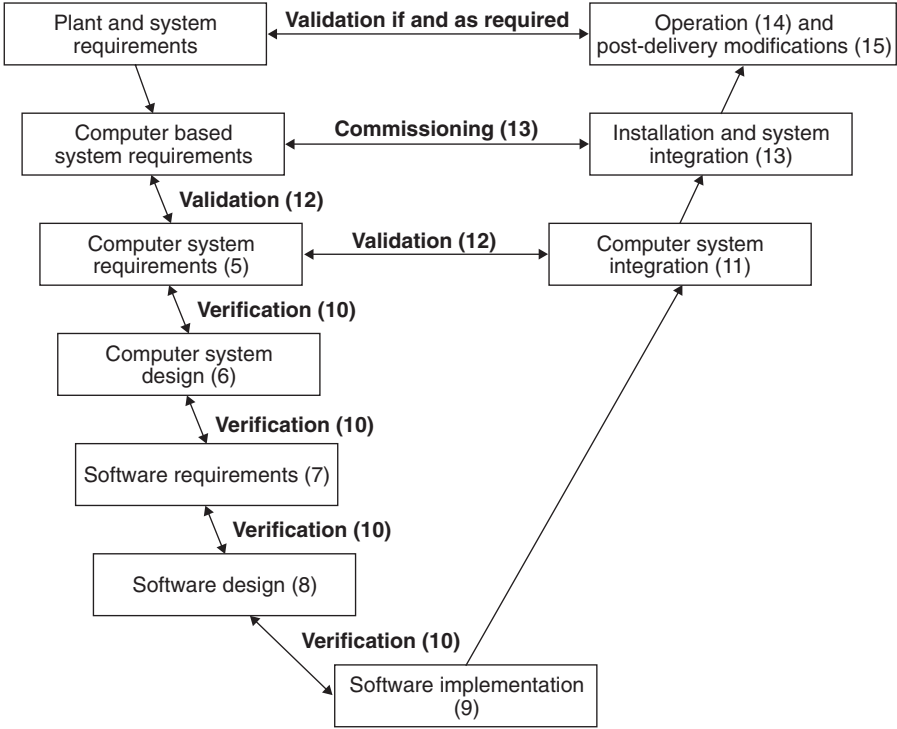 Plant and system
requirements
Validation if and as required
Operation (14) and
post-delivery modifications (15)
Computer based
system requirements
Commissioning (13)
Installation and system
integration (13)
Validation (12)
Computer system
requirements (5)
Validation (12)
Computer system
integration (11)
Verification (10)
Computer system
design (6)
Verification (10)
Software requirements (7)
Verification (10)
Software design (8)
Verification (10)
Software implementation
(9)